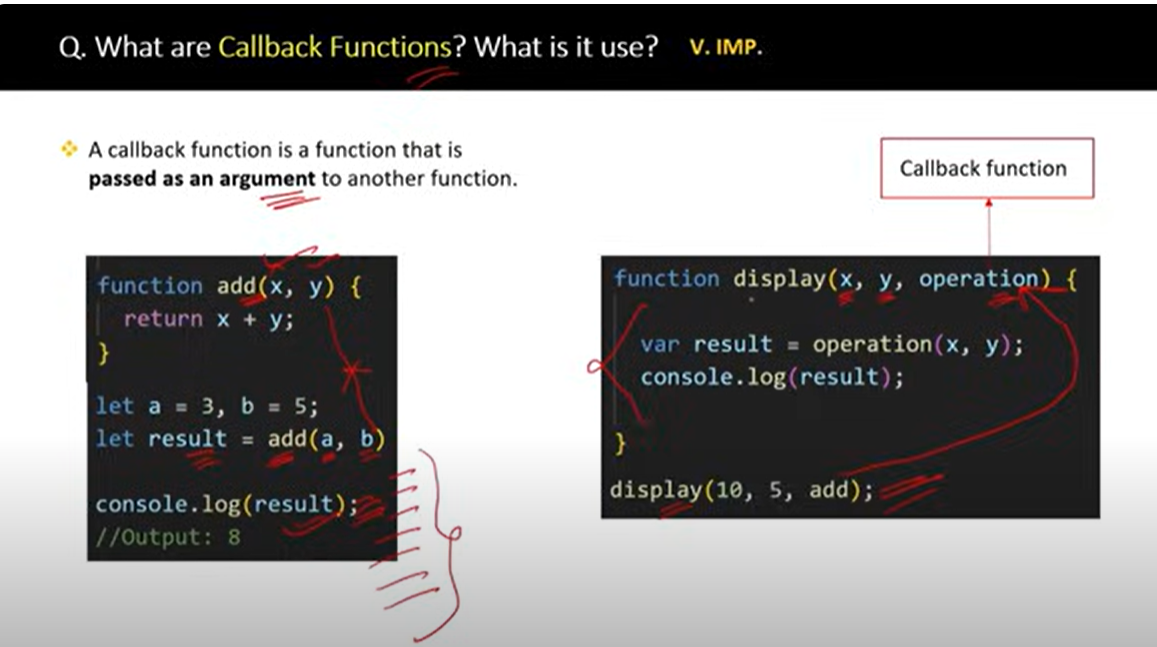 Q. What are Callback Functions? What is it use? V. IMP.
A callback function is a function that is
passed as an argument to another function.
function add(x, y) {
return x + y;
}
let a = 3, b = 5;
let result = add(a, b)
console.log(result);
//Output: 8
Callback function
function display(x, y, operation) {
var result = operation(x, y);
console.log(result);
}
display(10, 5, add);